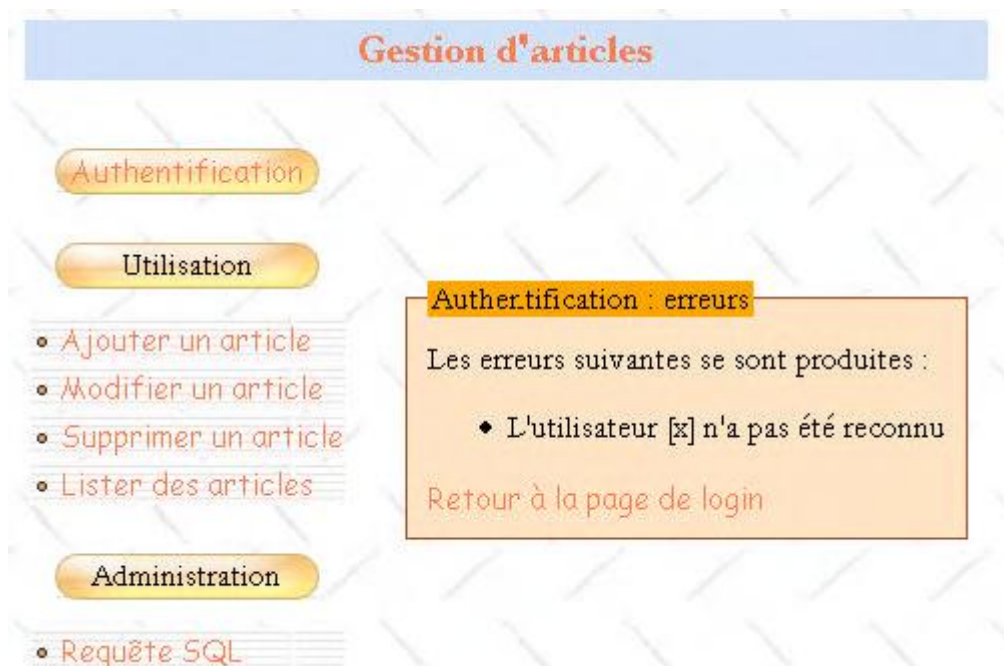 Gestion d'articles
Authentification
Utilisation
Ajouter un article
Modifier un article
Supprimer un article
Lister des articles
Administration
Requête SQL
Authentification : erreurs
Les erreurs suivantes se sont produites :
L'utilisateur [x] n'a pas été reconnu
Retour à la page de login